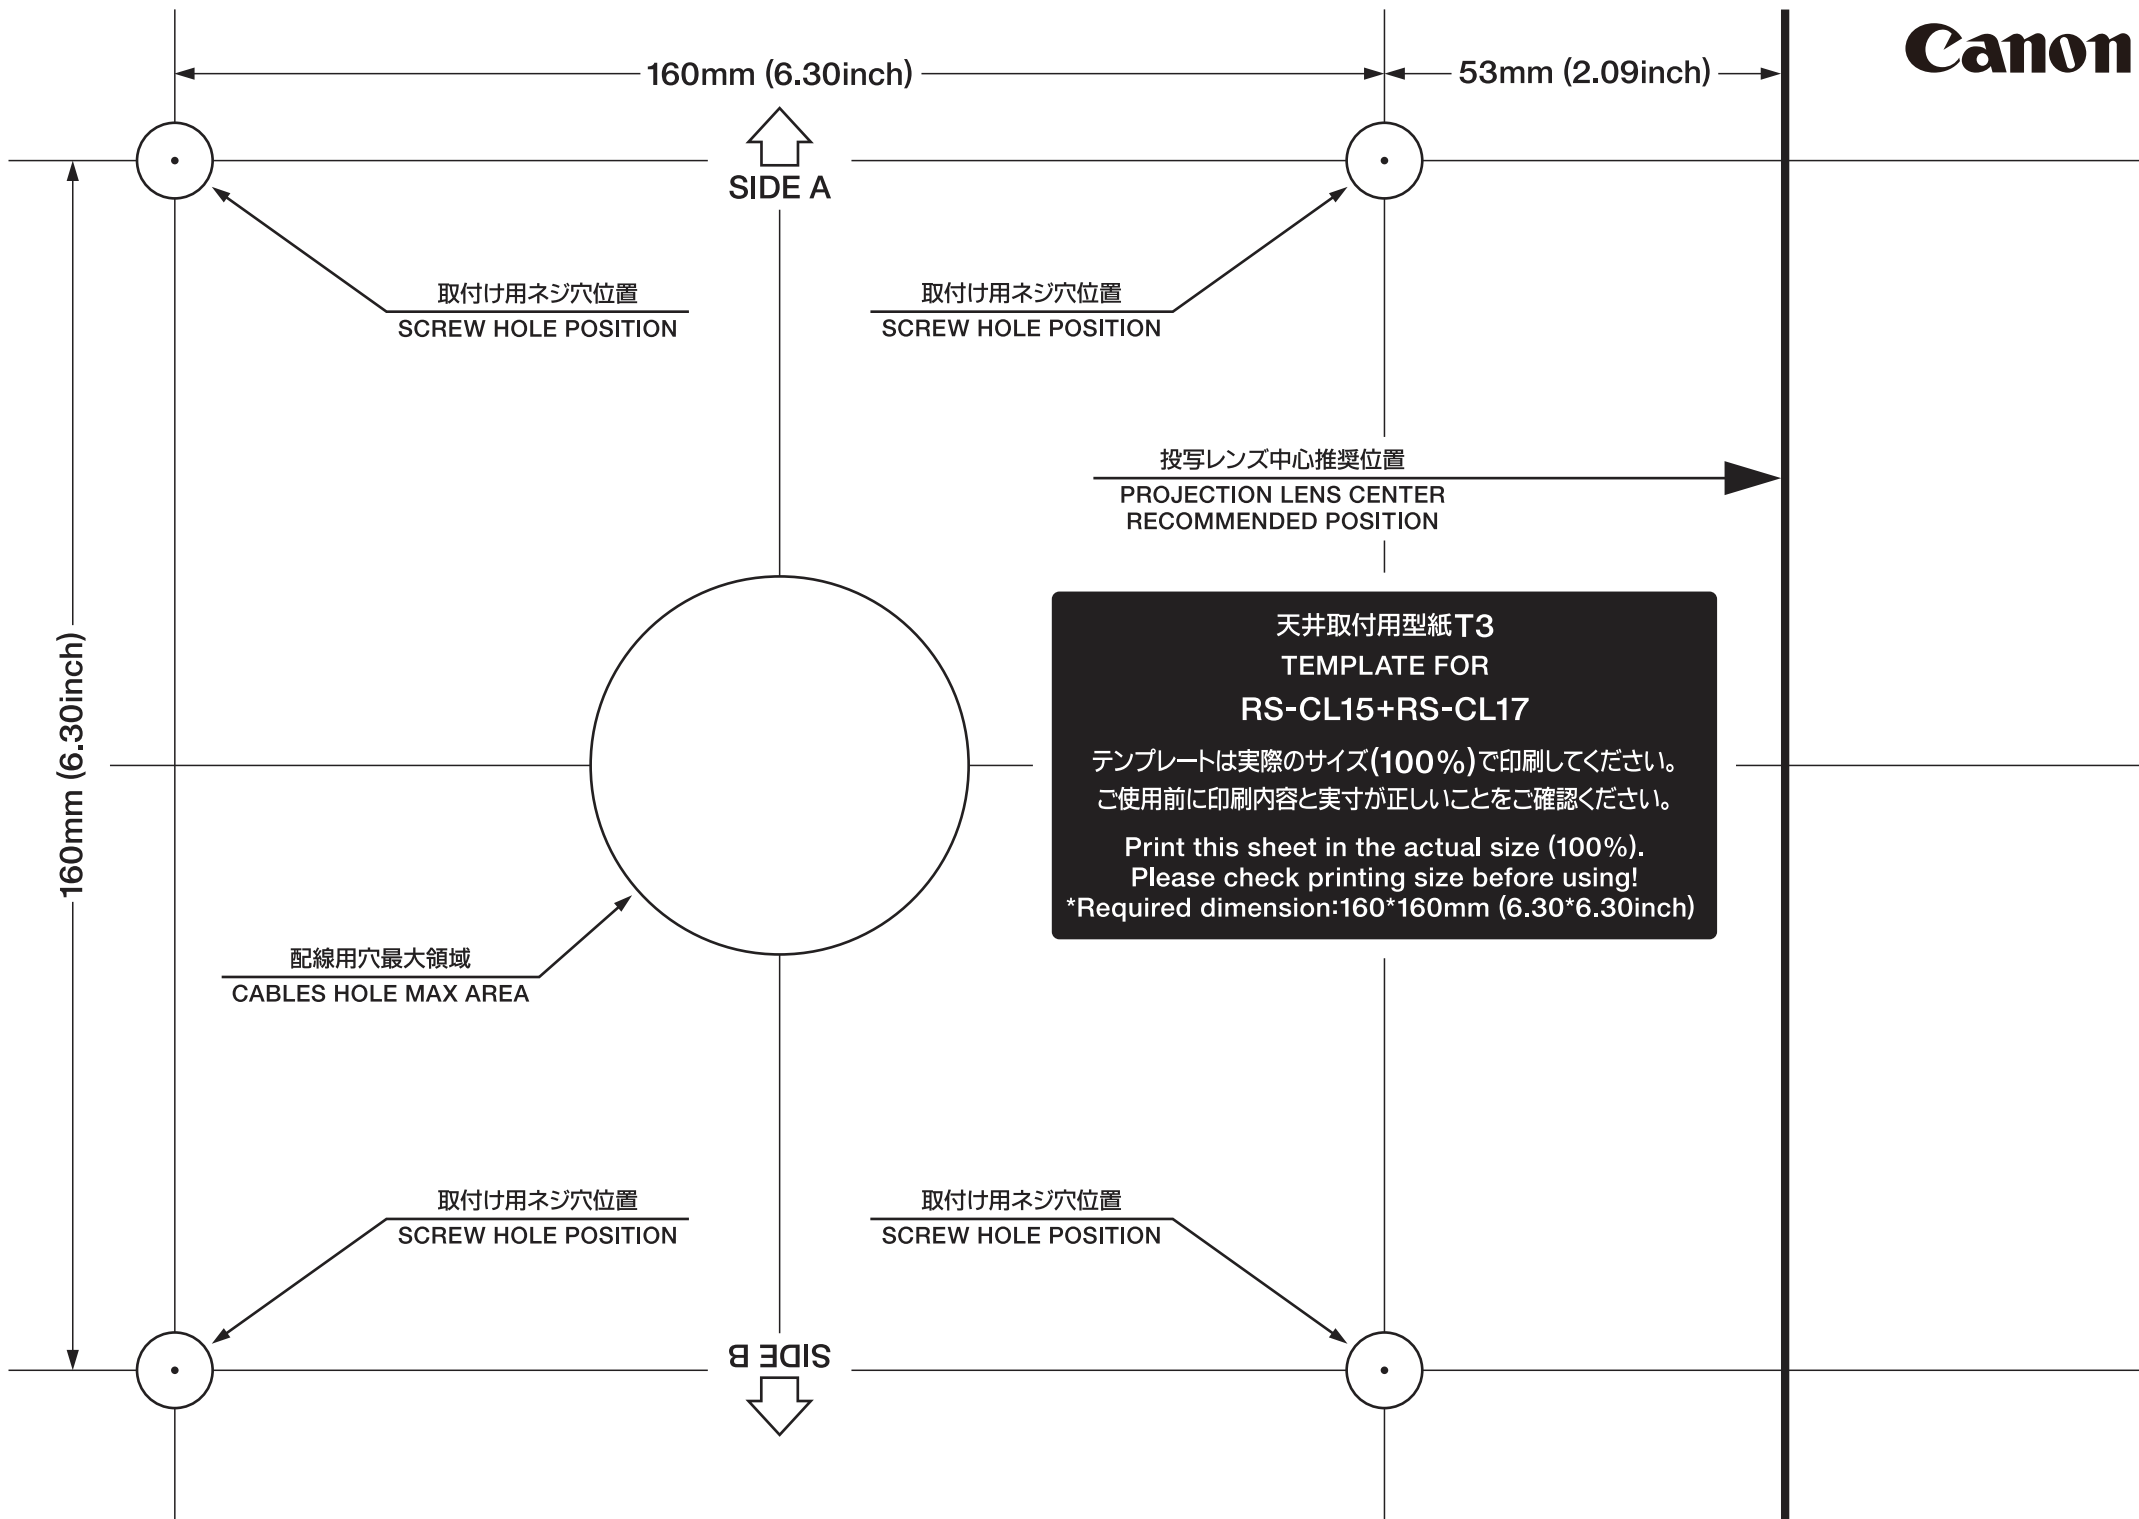 Canon
160mm (6.30inch)
53mm (2.09inch)
SIDE A
取付け用ネジ穴位置
SCREW HOLE POSITION
取付け用ネジ穴位置
SCREW HOLE POSITION
投写レンズ中心推奨位置
PROJECTION LENS CENTER
RECOMMENDED POSITION
160mm (6.30inch)
天井取付用型紙T3
TEMPLATE FOR
RS-CL15+RS-CL17
テンプレートは実際のサイズ(100%)で印刷してください。
ご使用前に印刷内容と実寸が正しいことをご確認ください。
Print this sheet in the actual size (100%).
Please check printing size before using!
*Required dimension:160*160mm (6.30*6.30inch)
配線用穴最大領域
CABLES HOLE MAX AREA
取付け用ネジ穴位置
SCREW HOLE POSITION
取付け用ネジ穴位置
SCREW HOLE POSITION
SIDE B